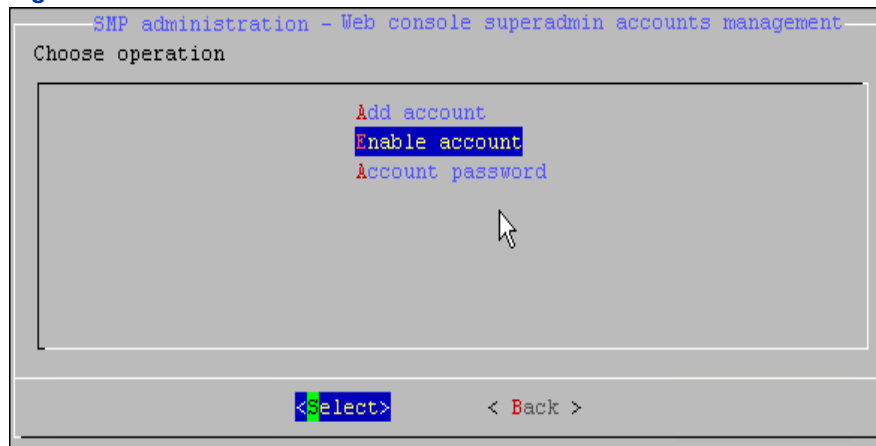 SMP administration - Web console superadmin accounts management
Choose operation
Add account
Enable account
Account password
<Select> < Back >